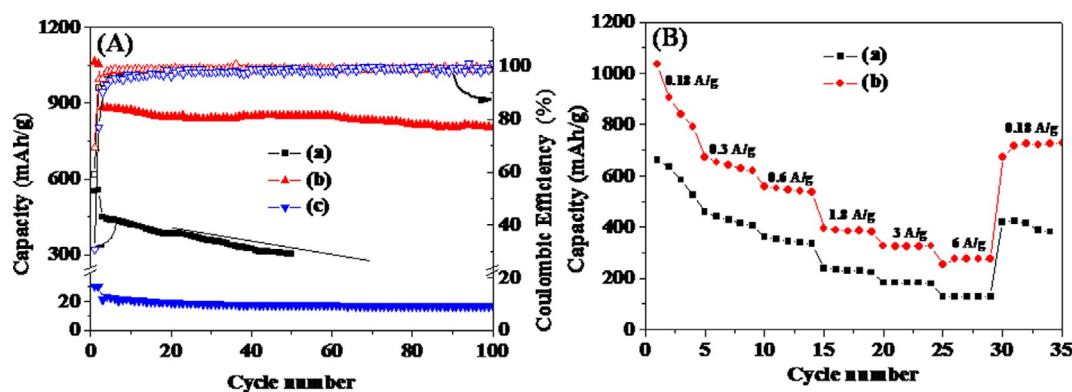 (A)
Capacity (mAh/g)
1200
900
600
300
20
0
Coulombic Efficiency (%)
100
80
60
40
20
0
(a)
(b)
(c)
0 20 40 60 80 100
Cycle number
(B)
Capacity (mAh/g)
1200
1000
800
600
400
200
0
(a)
(b)
0.18 A/g
0.3 A/g
0.6 A/g
1.8 A/g
3 A/g
6 A/g
0.18 A/g
0 5 10 15 20 25 30 35
Cycle number